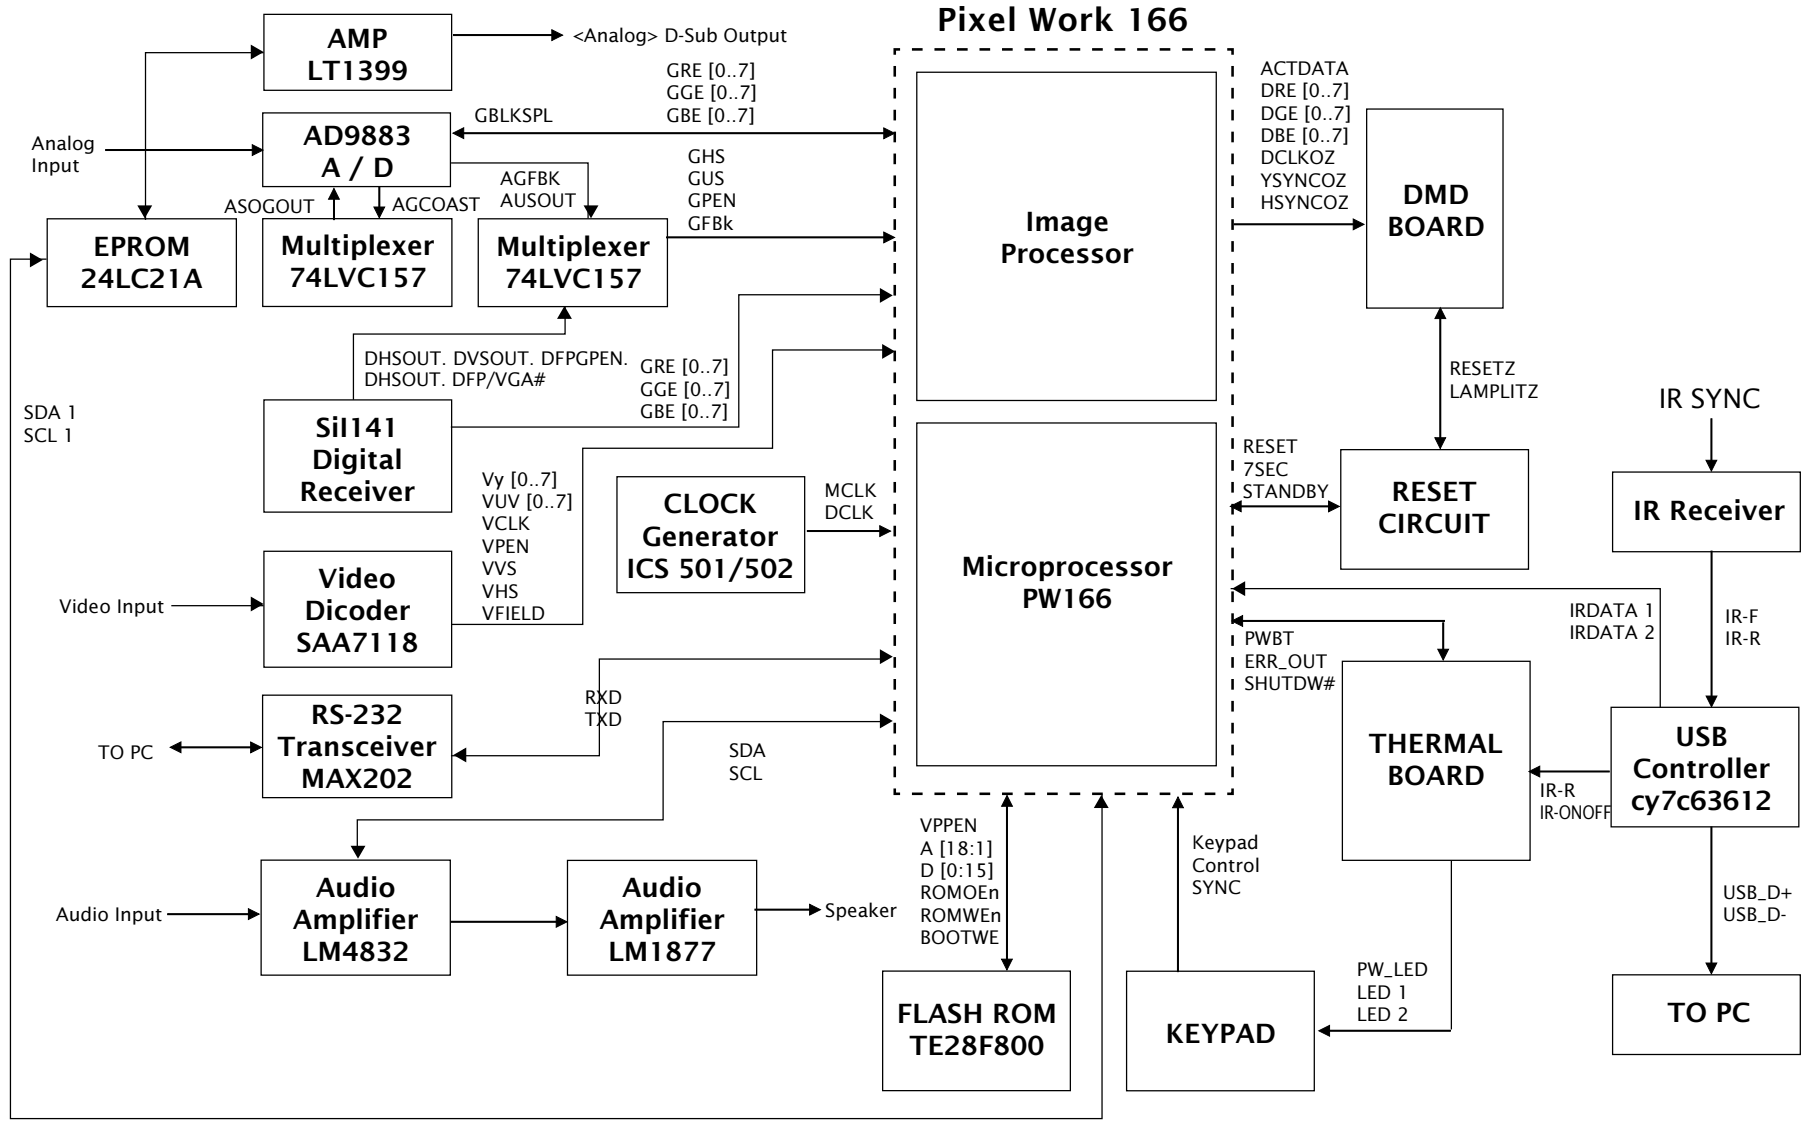 Pixel Work 166
AMP
LT1399
<Analog> D-Sub Output
GRE [0..7]
GGE [0..7]
GBE [0..7]
GBLKSPL
Analog
Input
AD9883
A / D
AGFBK
AUSOUT
ASOGOUT
AGCOAST
GHS
GUS
GPEN
GFBk
EPROM
24LC21A
Multiplexer
74LVC157
Multiplexer
74LVC157
Image
Processor
ACTDATA
DRE [0..7]
DGE [0..7]
DBE [0..7]
DCLKOZ
YSYNCOZ
HSYNCOZ
DMD
BOARD
DHSOUT. DVSOUT. DFPGPEN.
DHSOUT. DFP/VGA#
GRE [0..7]
GGE [0..7]
GBE [0..7]
RESETZ
LAMPLITZ
SDA 1
SCL 1
SiI141
Digital
Receiver
IR SYNC
Vy [0..7]
VUV [0..7]
VCLK
VPEN
VVS
VHS
VFIELD
CLOCK
Generator
ICS 501/502
MCLK
DCLK
RESET
7SEC
STANDBY
RESET
CIRCUIT
IR Receiver
Video Input
Video
Dicoder
SAA7118
Microprocessor
PW166
IRDATA 1
IRDATA 2
IR-F
IR-R
PWBT
ERR_OUT
SHUTDW#
RXD
TXD
TO PC
RS-232
Transceiver
MAX202
SDA
SCL
THERMAL
BOARD
IR-R
IR-ONOFF
USB
Controller
cy7c63612
VPPEN
A [18:1]
D [0:15]
ROMOEn
ROMWEn
BOOTWE
Keypad
Control
SYNC
Audio Input
Audio
Amplifier
LM4832
Audio
Amplifier
LM1877
Speaker
USB_D+
USB_D-
PW_LED
LED 1
LED 2
FLASH ROM
TE28F800
KEYPAD
TO PC